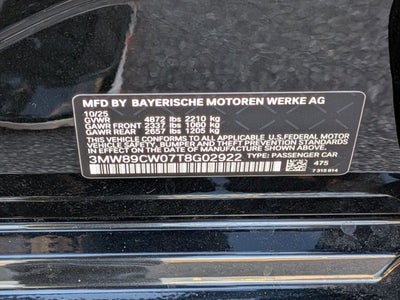 MFD BY BAYERISCHE MOTOREN WERKE AG
10/25
GVWR 4872 lbs 2210 kg
GAWR FRONT 2337 lbs 1060 kg
GAWR REAR 2657 lbs 1205 kg
THIS VEHICLE CONFORMS TO ALL APPLICABLE U.S.FEDERAL MOTOR
VEHICLE SAFETY, BUMPER, AND THEFT PREVENTION STANDARDS
IN EFFECT ON THE DATE OF MANUFACTURE SHOWN ABOVE.
3MW89CW07T8G02922 TYPE: PASSENGER CAR
475
7 315 814